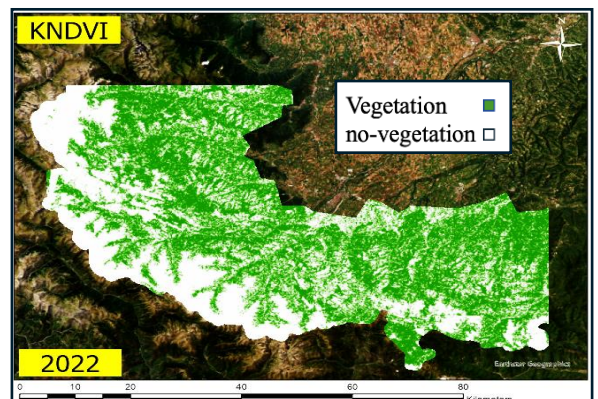 KNDVI
N
Vegetation
no-vegetation
2022
Earthstar Geographics
0 10 20 40 60 80
Kilometers